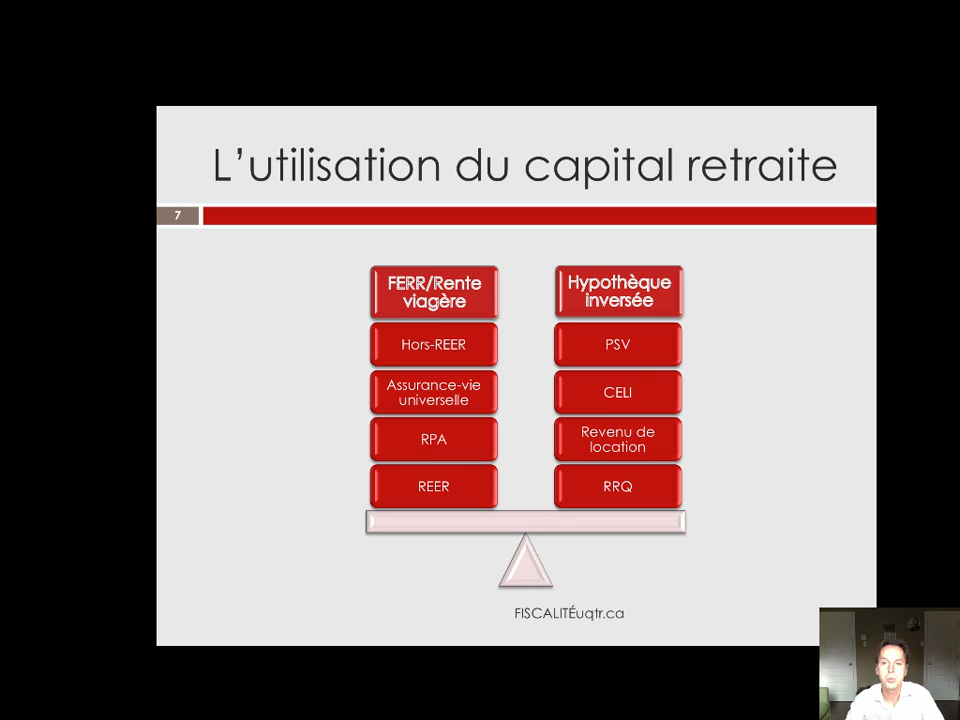 L’utilisation du capital retraite
7
FERR/Rente
viagère
Hors-REER
Assurance-vie
universelle
RPA
REER
Hypothèque
inversée
PSV
CELI
Revenu de
location
RRQ
FISCALITÉuqtr.ca